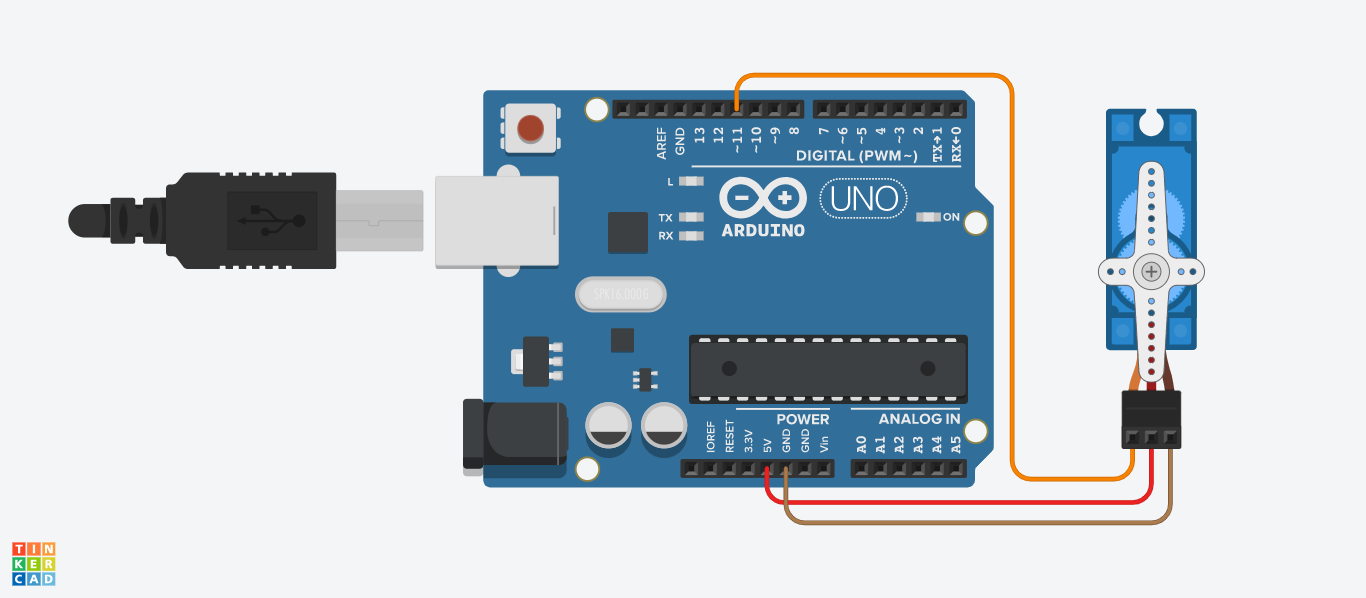 AREF
GND
13
12
~11
~10
~9
8
7
~6
~5
4
~3
2
TX→1
RX←0
DIGITAL (PWM~)
L
TX
RX
ARDUINO
UNO
ON
SPK16.000G
POWER
ANALOG IN
IOREF
RESET
3.3V
5V
GND
GND
Vin
A0
A1
A2
A3
A4
A5
TIN
KER
CAD